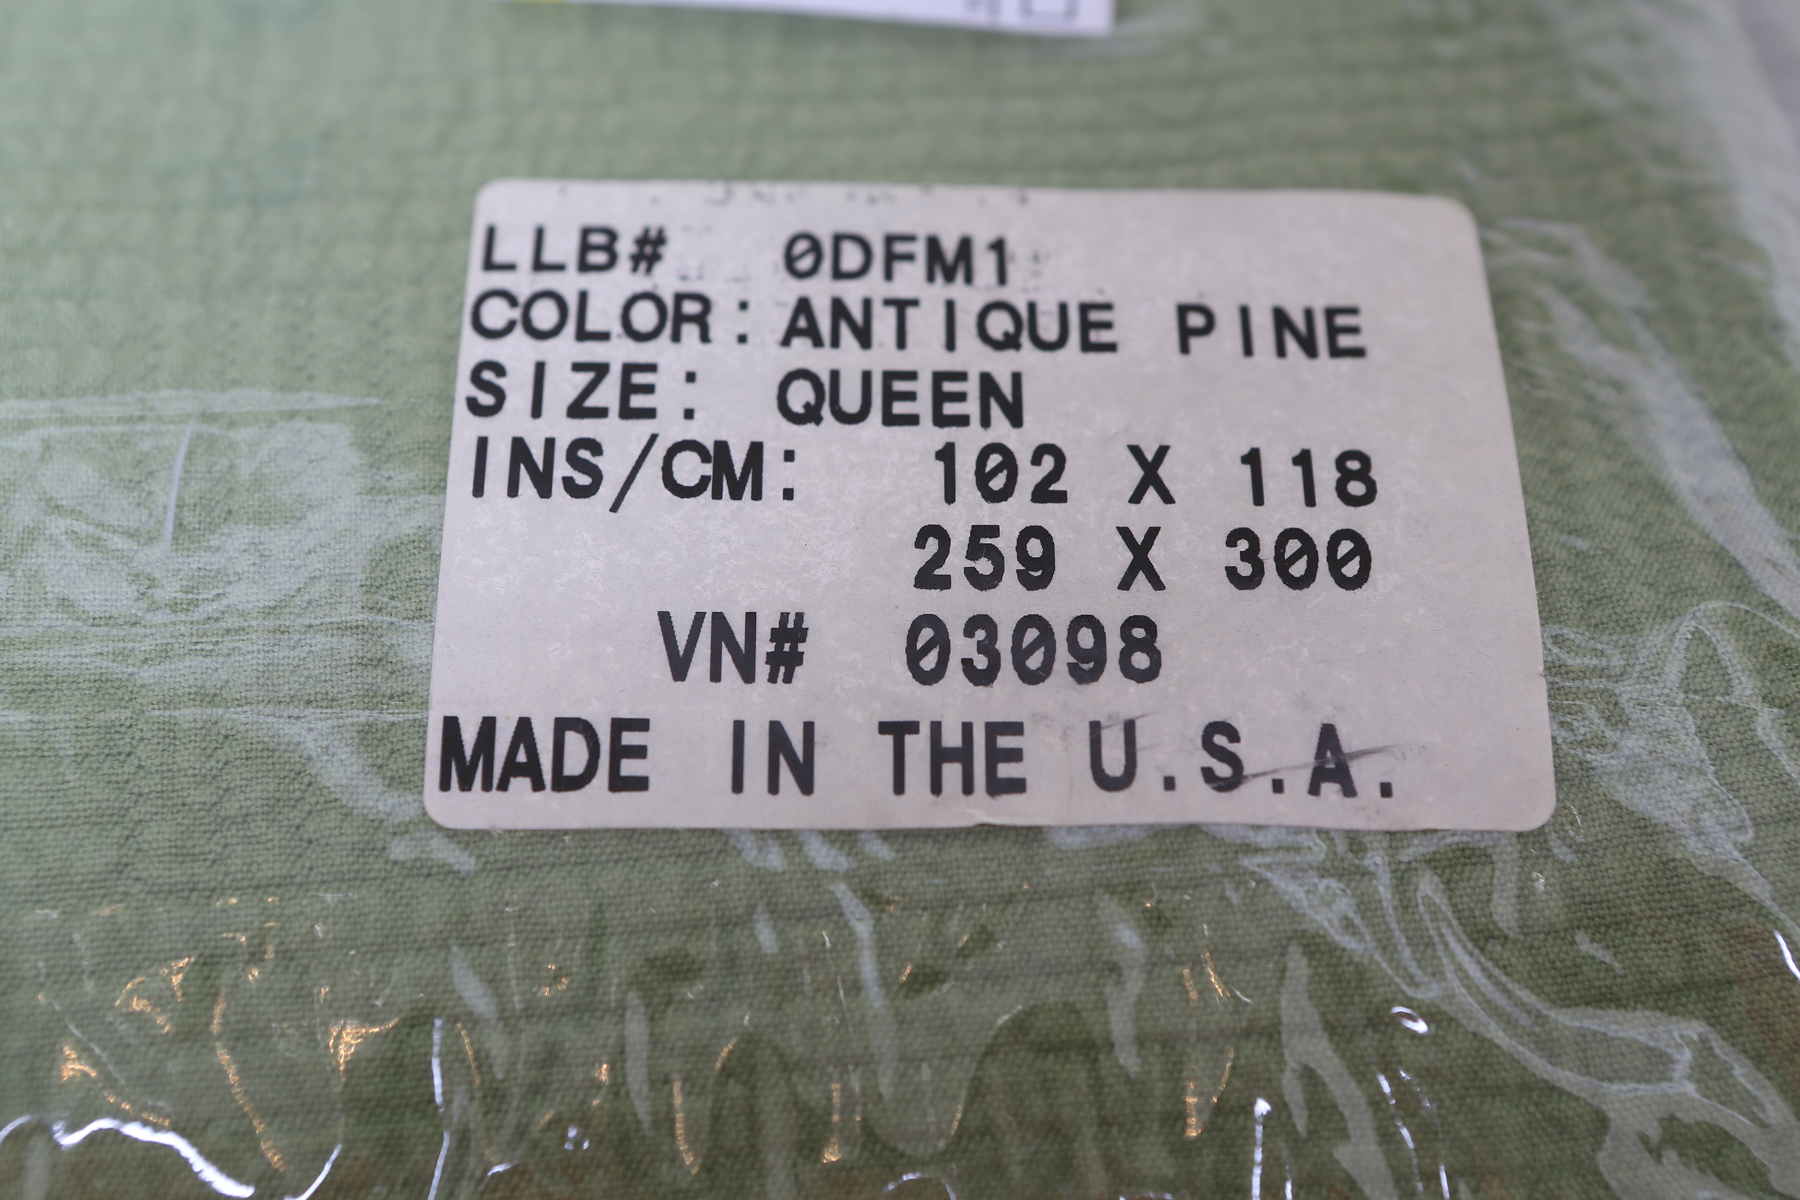 LLB# 0DFM1
COLOR: ANTIQUE PINE
SIZE: QUEEN
INS/CM: 102 X 118
259 X 300
VN# 03098
MADE IN THE U.S.A.